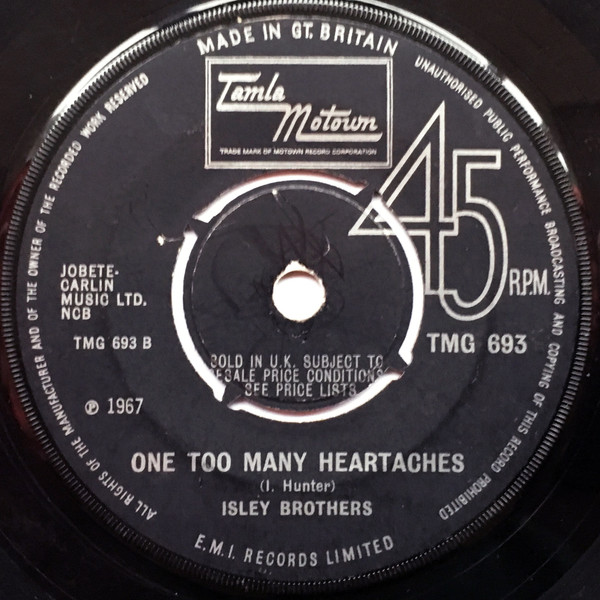 MADE IN GT. BRITAIN
UNAUTHORISED PUBLIC PERFORMANCE BROADCASTING AND COPYING OF THIS RECORD PROHIBITED
ALL RIGHTS OF THE MANUFACTURER AND OF THE OWNER OF THE RECORDED WORK RESERVED
Tamla
Motown
TRADE MARK OF MOTOWN RECORD CORPORATION
45
R.P.M.
JOBETE-
CARLIN
MUSIC LTD.
NCB
TMG 693 B
TMG 693
SOLD IN U.K. SUBJECT TO
RESALE PRICE CONDITIONS
SEE PRICE LISTS
℗ 1967
ONE TOO MANY HEARTACHES
(I. Hunter)
ISLEY BROTHERS
E.M.I. RECORDS LIMITED